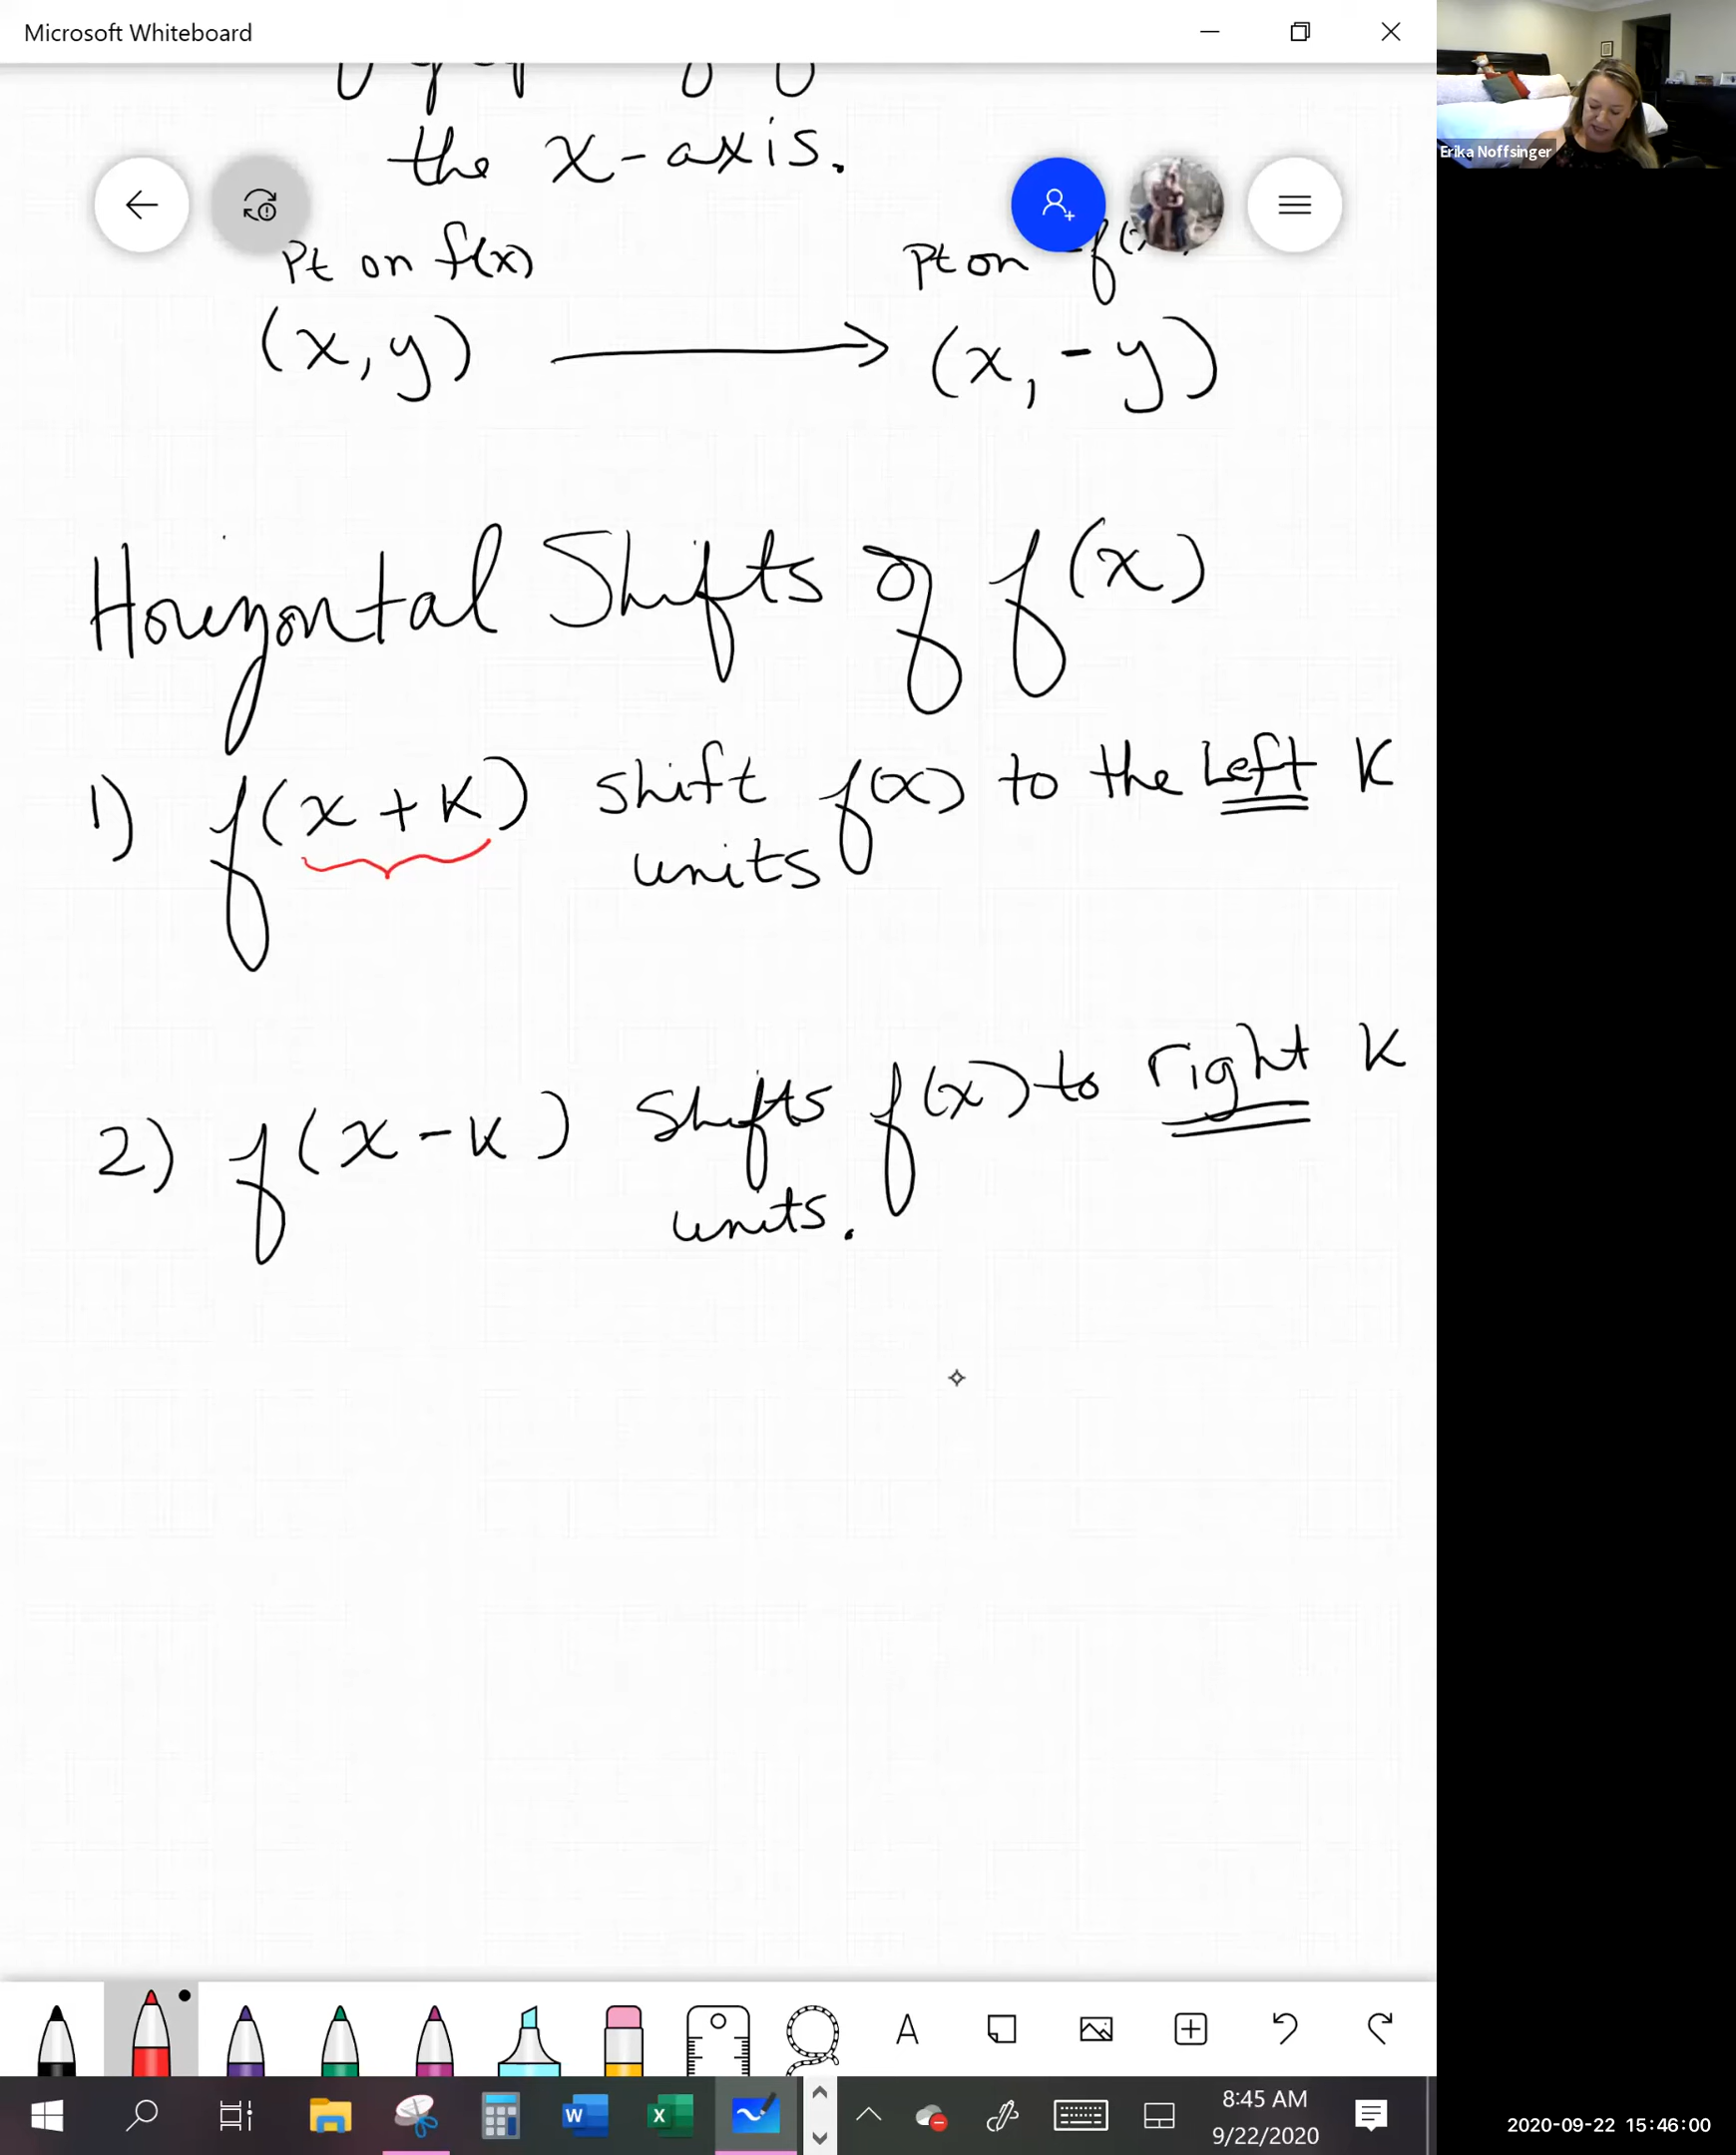 Microsoft Whiteboard
the x-axis.
Erika Noffsinger
Pt on f(x)
Pt on -f(
(x, y) ⟶ (x, -y)
Horizontal Shifts of f(x)
1) f(x + K) shift f(x) to the Left K
units
2) f(x - K) shifts f(x) to right K
units.
A
W
X
8:45 AM
9/22/2020
2020-09-22 15:46:00